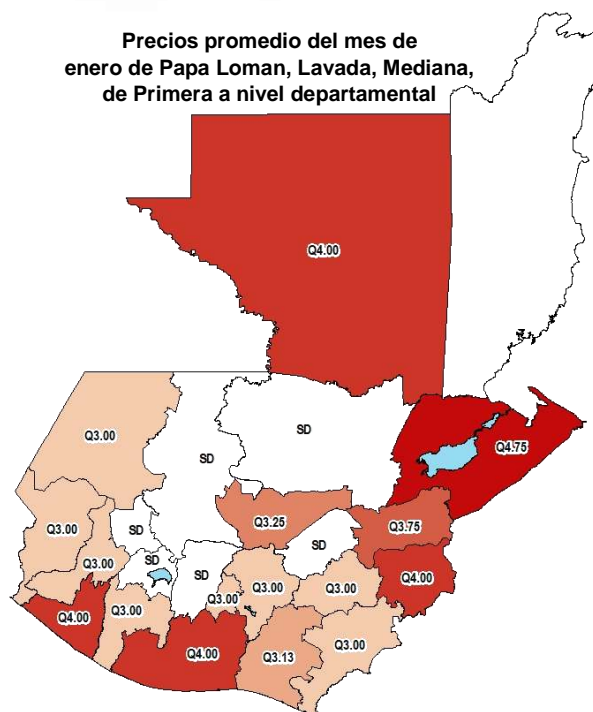 Precios promedio del mes de
enero de Papa Loman, Lavada, Mediana,
de Primera a nivel departamental
Q4.00
Q3.00
SD
SD
Q4.75
Q3.00
SD
Q3.25
Q3.75
SD
Q3.00
SD
SD
Q4.00
Q3.00
Q3.00
Q3.00
Q4.00
Q3.00
Q3.00
Q4.00
Q3.13